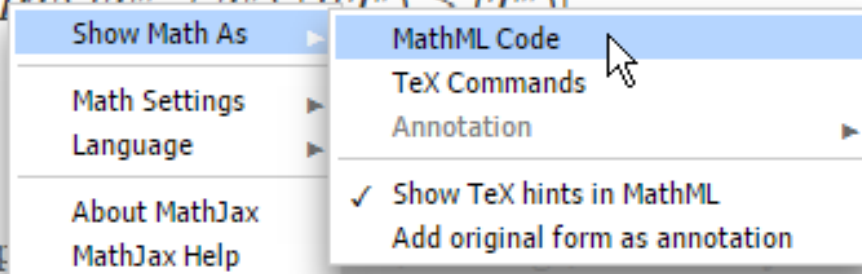 Show Math As
Math Settings
Language
About MathJax
MathJax Help
MathML Code
TeX Commands
Annotation
✓ Show TeX hints in MathML
Add original form as annotation